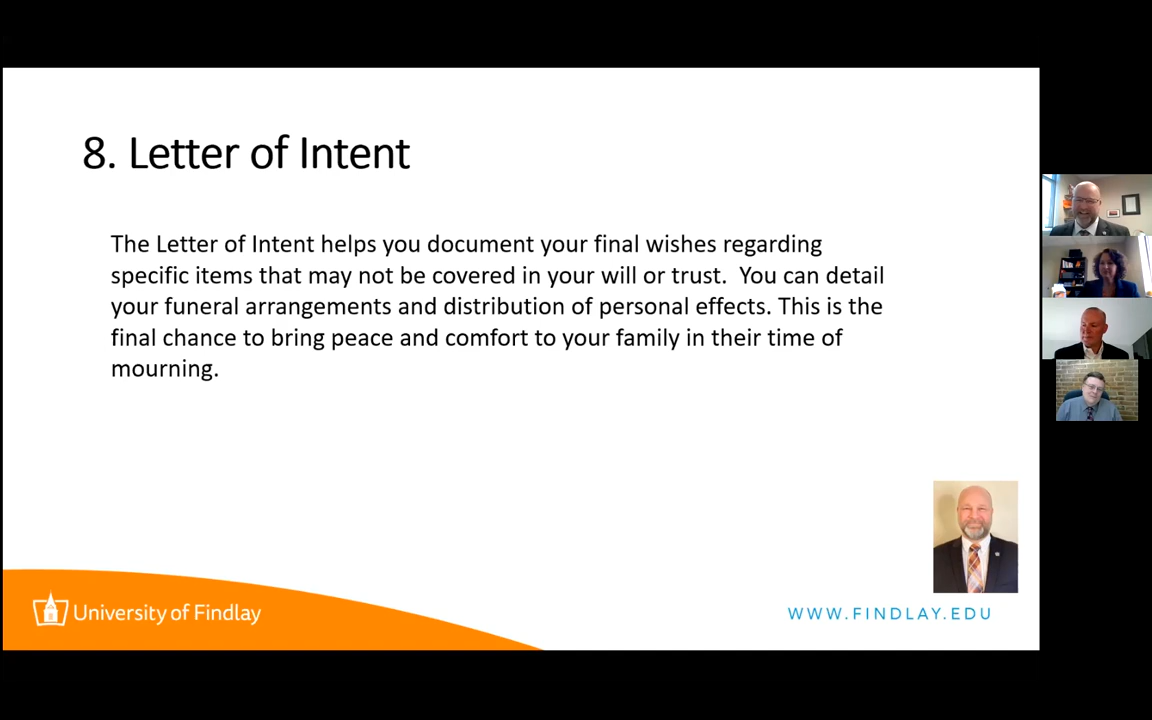 8. Letter of Intent
The Letter of Intent helps you document your final wishes regarding
specific items that may not be covered in your will or trust.  You can detail
your funeral arrangements and distribution of personal effects. This is the
final chance to bring peace and comfort to your family in their time of
mourning.
University of Findlay
WWW.FINDLAY.EDU